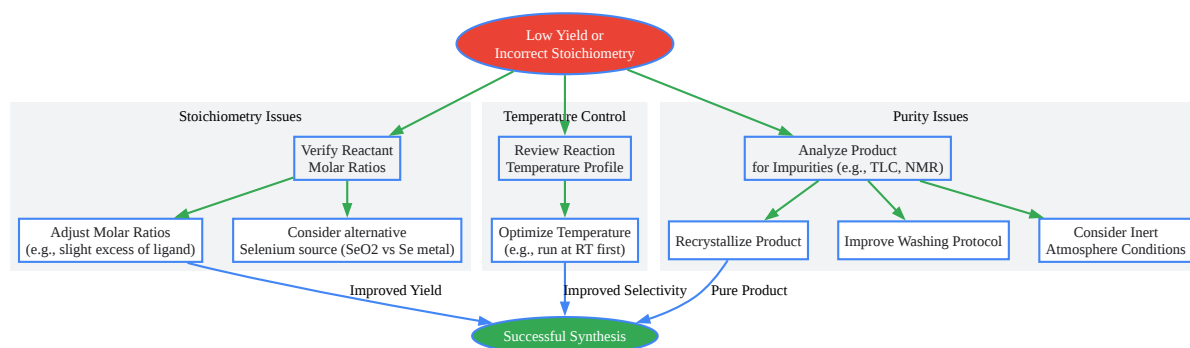 Low Yield or
Incorrect Stoichiometry
Stoichiometry Issues
Temperature Control
Purity Issues
Verify Reactant
Molar Ratios
Review Reaction
Temperature Profile
Analyze Product
for Impurities (e.g., TLC, NMR)
Adjust Molar Ratios
(e.g., slight excess of ligand)
Consider alternative
Selenium source (SeO2 vs Se metal)
Optimize Temperature
(e.g., run at RT first)
Recrystallize Product
Improve Washing Protocol
Consider Inert
Atmosphere Conditions
Improved Yield
Improved Selectivity
Pure Product
Successful Synthesis